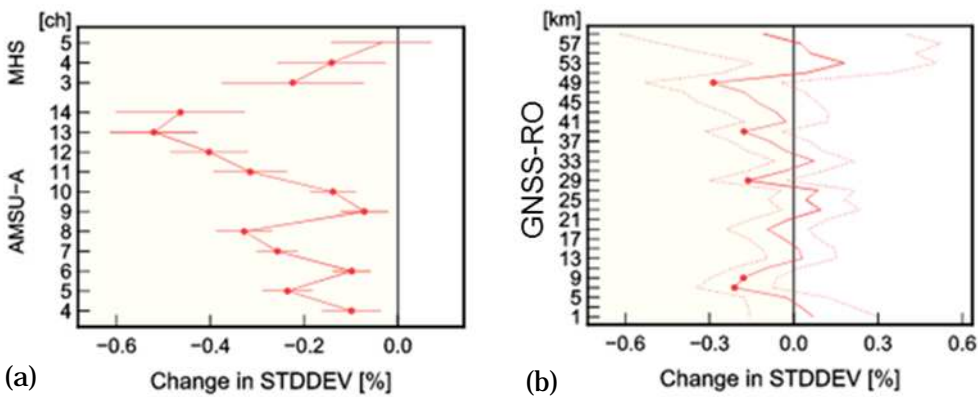 [ch]
MHS
5
4
3
AMSU-A
14
13
12
11
10
9
8
7
6
5
4
−0.6 −0.4 −0.2 0.0
Change in STDDEV [%]
(a)
[km]
GNSS-RO
57
53
49
45
41
37
33
29
25
21
17
13
9
5
1
−0.6 −0.3 0.0 0.3 0.6
Change in STDDEV [%]
(b)